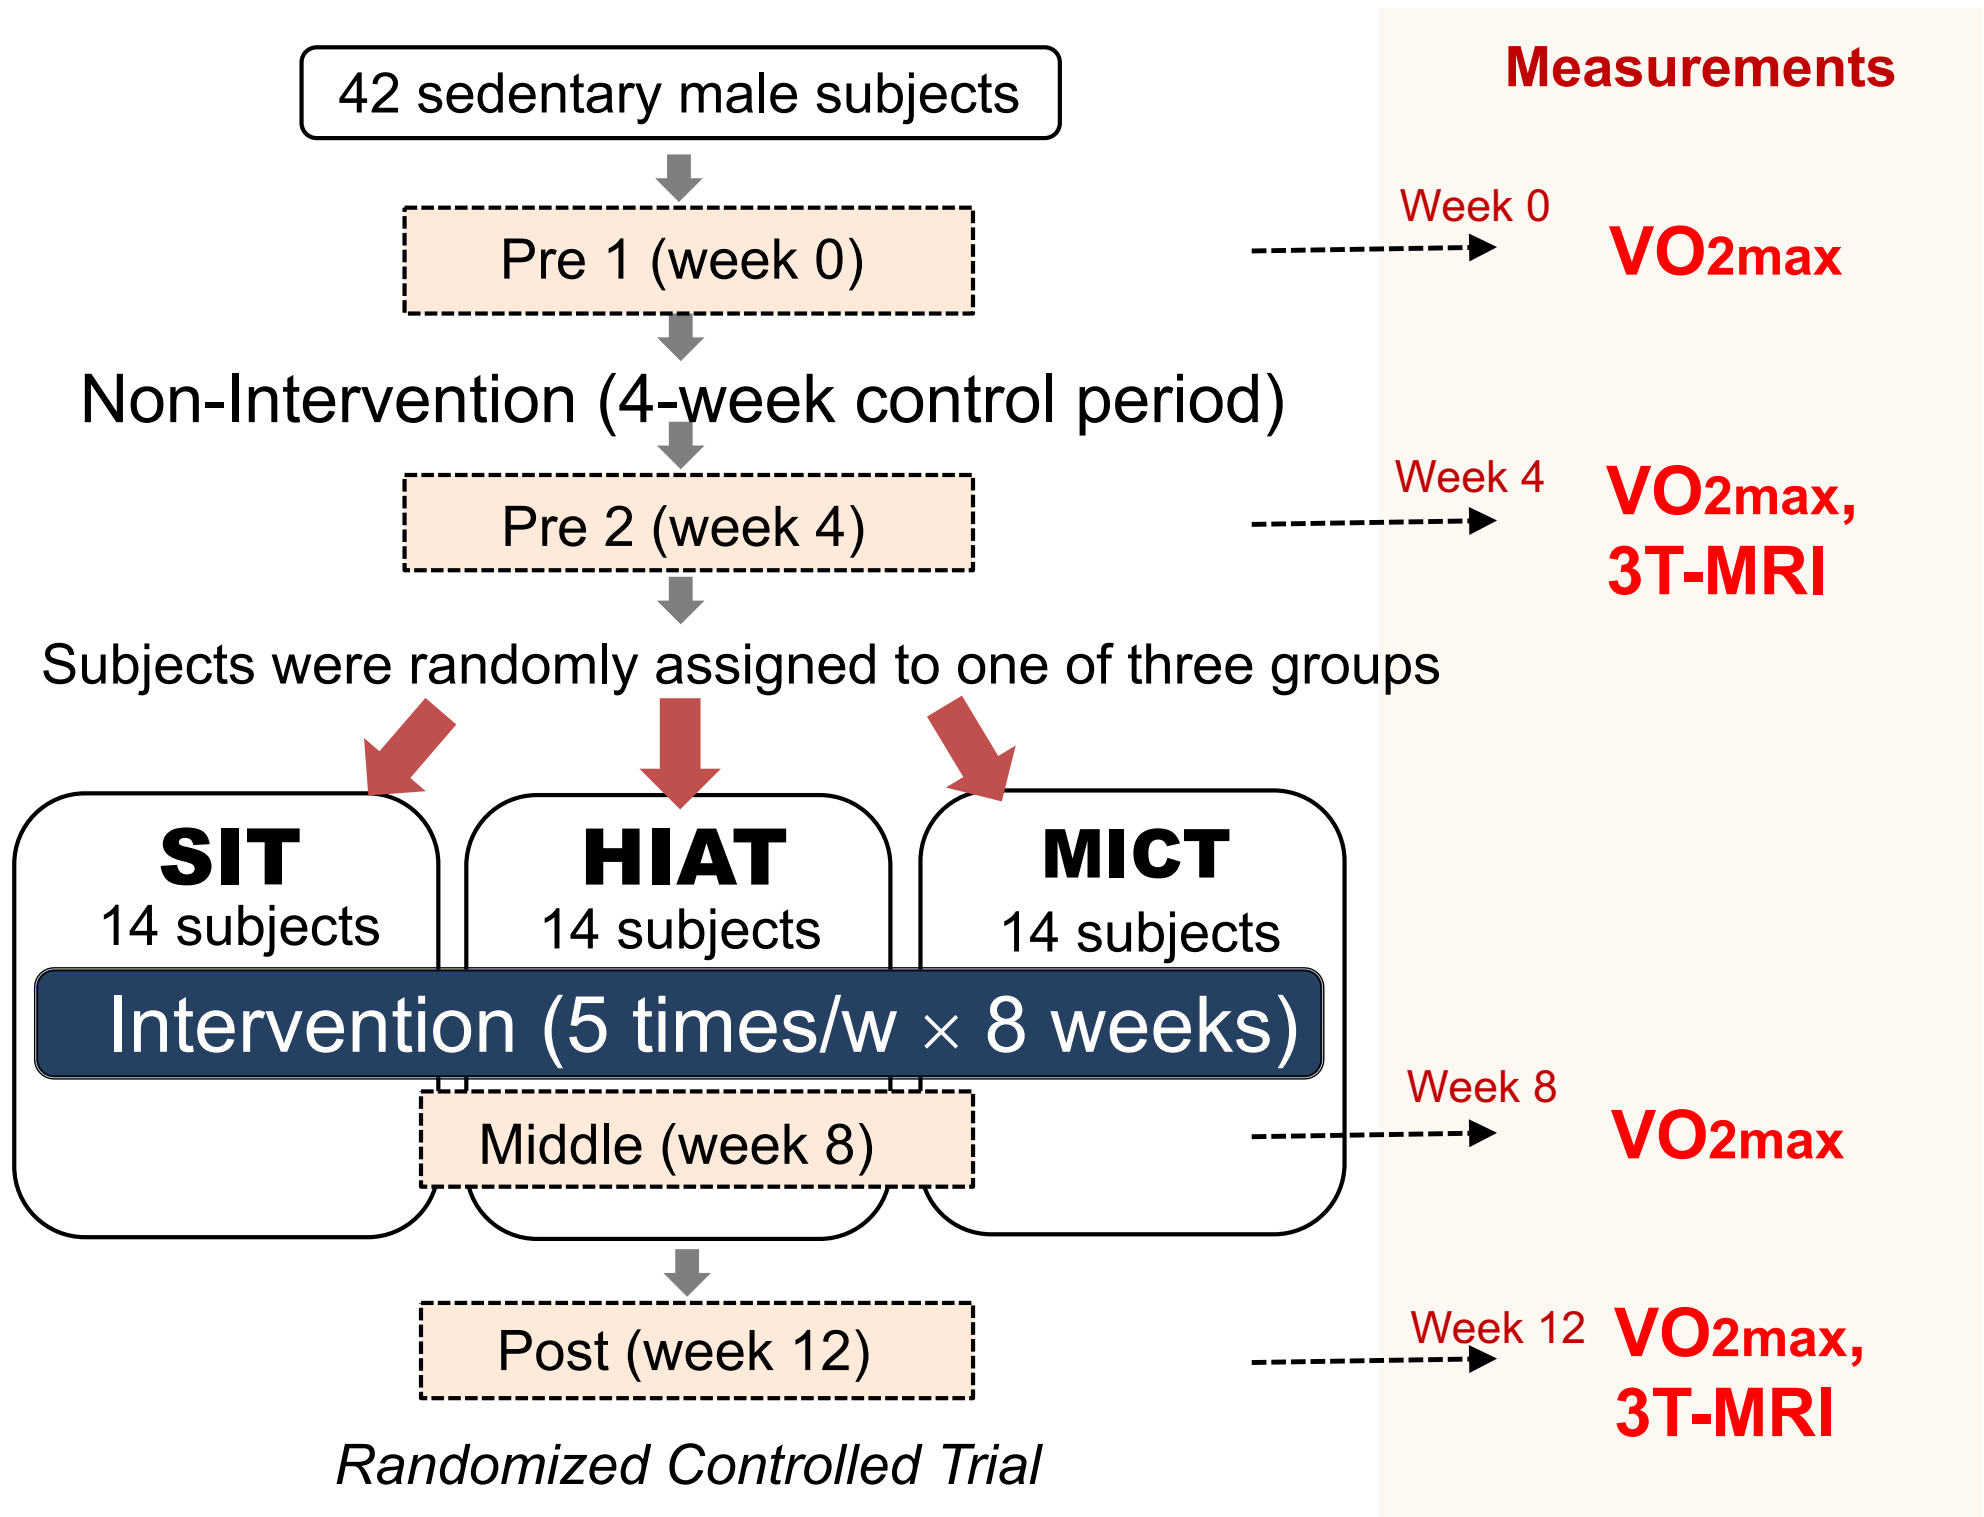 42 sedentary male subjects
Measurements
Pre 1 (week 0)
Week 0
VO2max
Non-Intervention (4-week control period)
Pre 2 (week 4)
Week 4
VO2max,
3T-MRI
Subjects were randomly assigned to one of three groups
SIT
14 subjects
HIAT
14 subjects
MICT
14 subjects
Intervention (5 times/w × 8 weeks)
Middle (week 8)
Week 8
VO2max
Post (week 12)
Week 12
VO2max,
3T-MRI
Randomized Controlled Trial